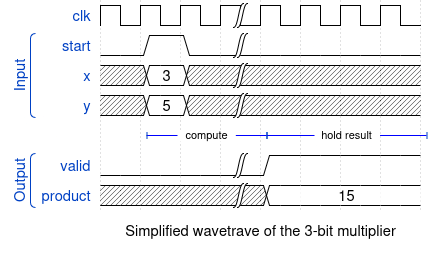 clk
Input
start
x 3
y 5
compute hold result
Output
valid
product 15
Simplified wavetrave of the 3-bit multiplier